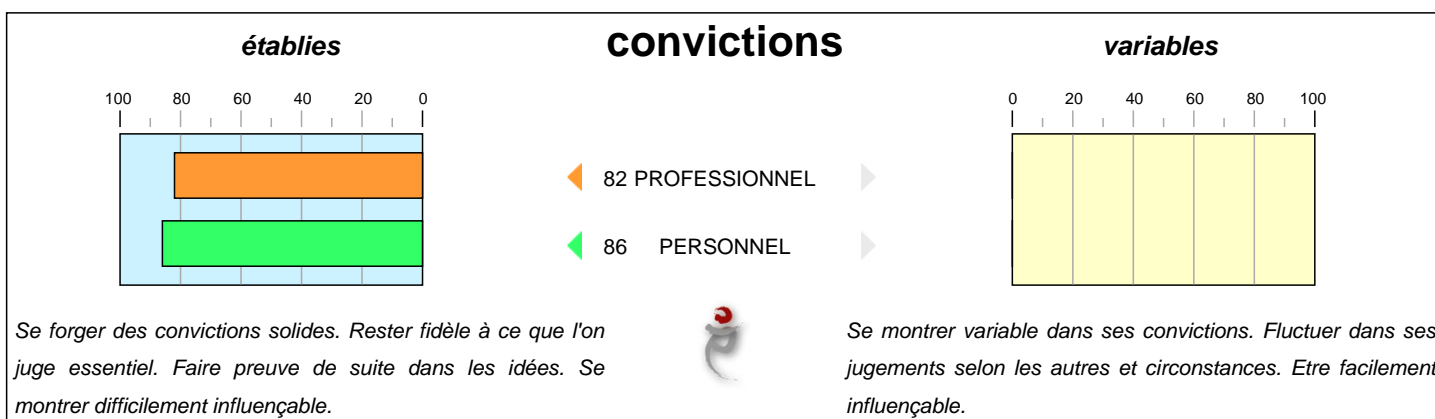 convictions
établies
variables
100 80 60 40 20 0
0 20 40 60 80 100
82 PROFESSIONNEL
86 PERSONNEL
Se forger des convictions solides. Rester fidèle à ce que l'on
juge essentiel. Faire preuve de suite dans les idées. Se
montrer difficilement influençable.
Se montrer variable dans ses convictions. Fluctuer dans ses
jugements selon les autres et circonstances. Etre facilement
influençable.